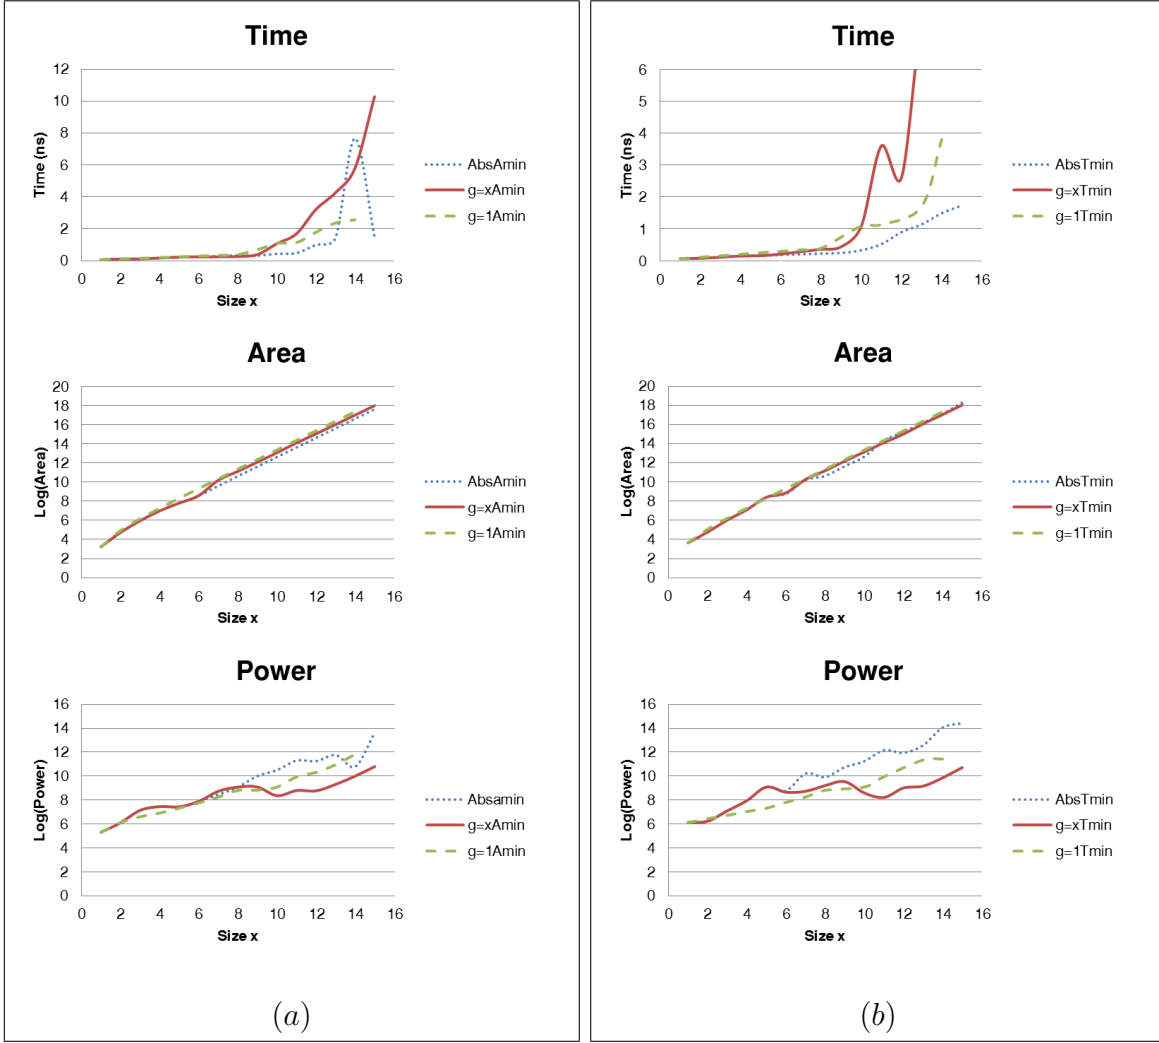 Time
12
10
8
6
4
2
0
Time (ns)
0 2 4 6 8 10 12 14 16
Size x
AbsAmin
g=xAmin
g=1Amin
Area
20
18
16
14
12
10
8
6
4
2
0
Log(Area)
0 2 4 6 8 10 12 14 16
Size x
AbsAmin
g=xAmin
g=1Amin
Power
16
14
12
10
8
6
4
2
0
Log(Power)
0 2 4 6 8 10 12 14 16
Size x
Absamin
g=xAmin
g=1Amin
(a)
Time
6
5
4
3
2
1
0
Time (ns)
0 2 4 6 8 10 12 14 16
Size x
AbsTmin
g=xTmin
g=1Tmin
Area
20
18
16
14
12
10
8
6
4
2
0
Log(Area)
0 2 4 6 8 10 12 14 16
Size x
AbsTmin
g=xTmin
g=1Tmin
Power
16
14
12
10
8
6
4
2
0
Log(Power)
0 2 4 6 8 10 12 14 16
Size x
AbsTmin
g=xTmin
g=1Tmin
(b)